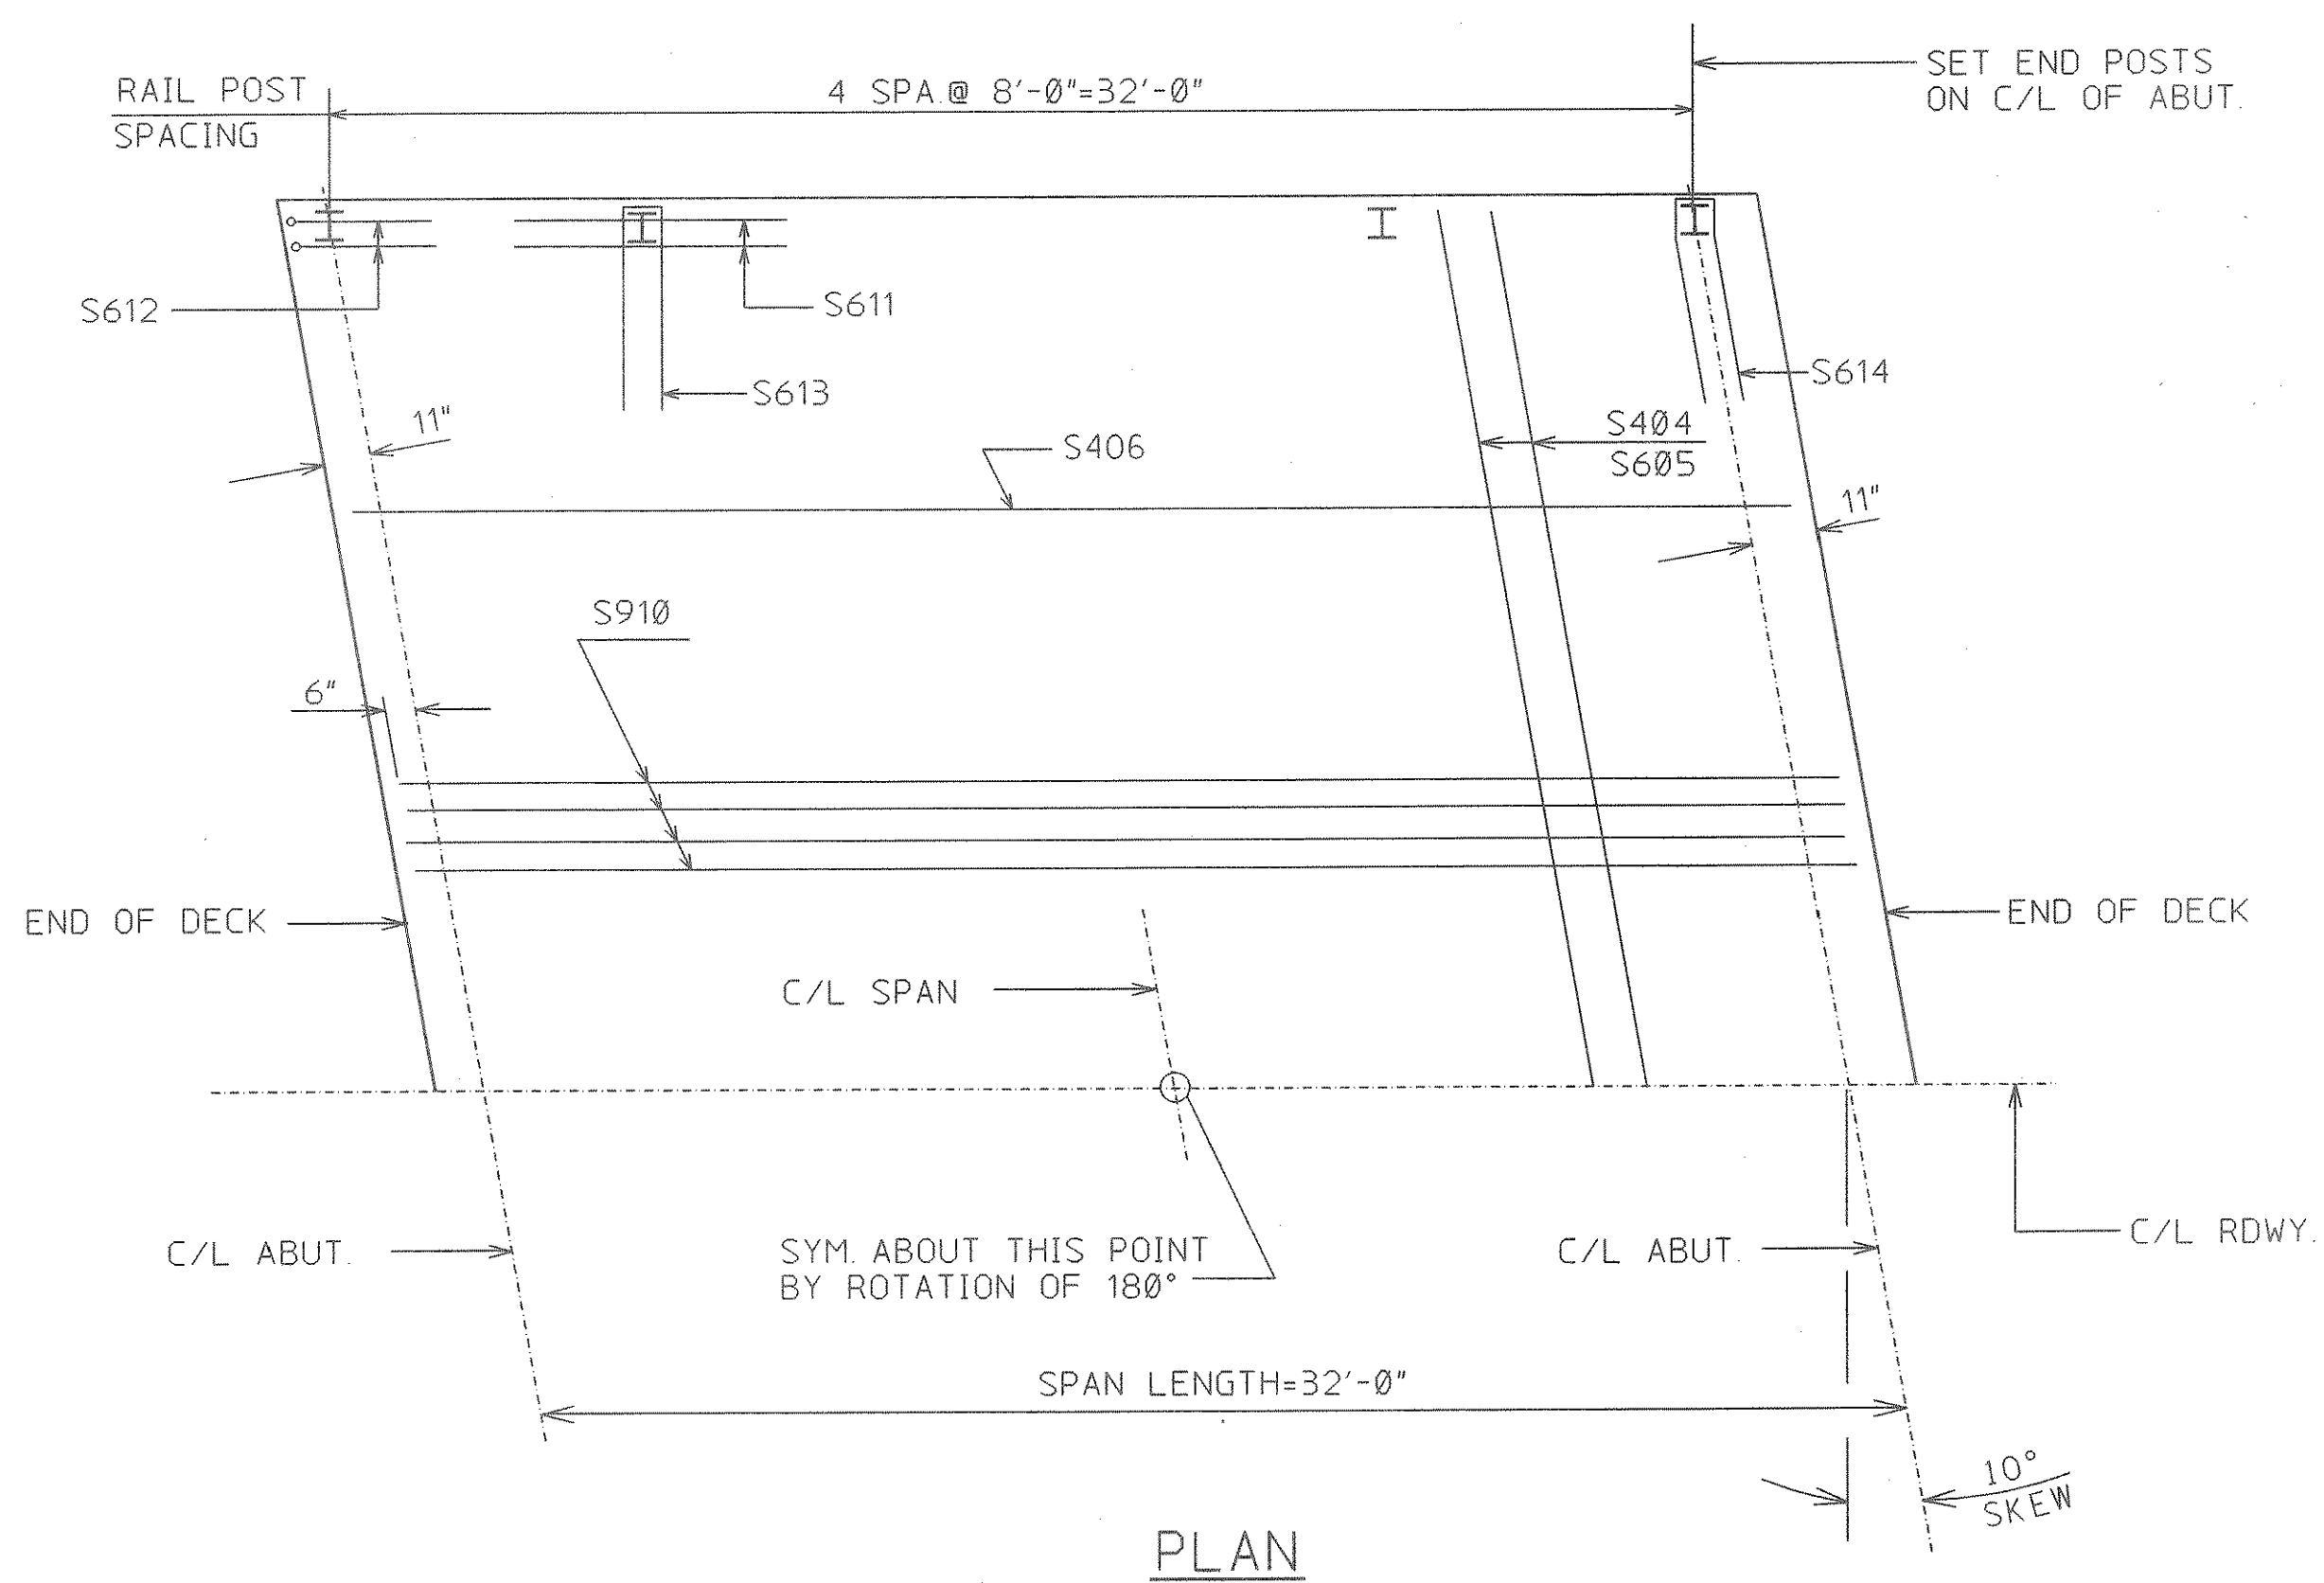 RAIL POST
SPACING
4 SPA.@ 8'-0"=32'-0"
SET END POSTS
ON C/L OF ABUT.
S612
S611
S613
S614
11"
S406
S404
S605
11"
S910
6"
END OF DECK
END OF DECK
C/L SPAN
C/L ABUT.
SYM. ABOUT THIS POINT
BY ROTATION OF 180°
C/L ABUT.
C/L RDWY.
SPAN LENGTH=32'-0"
10°
SKEW
PLAN